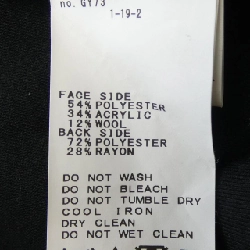 no. GY73
1-19-2
FACE SIDE
54% POLYESTER
34% ACRYLIC
12% WOOL
BACK SIDE
72% POLYESTER
28% RAYON
DO NOT WASH
DO NOT BLEACH
DO NOT TUMBLE DRY
COOL IRON
DRY CLEAN
DO NOT WET CLEAN